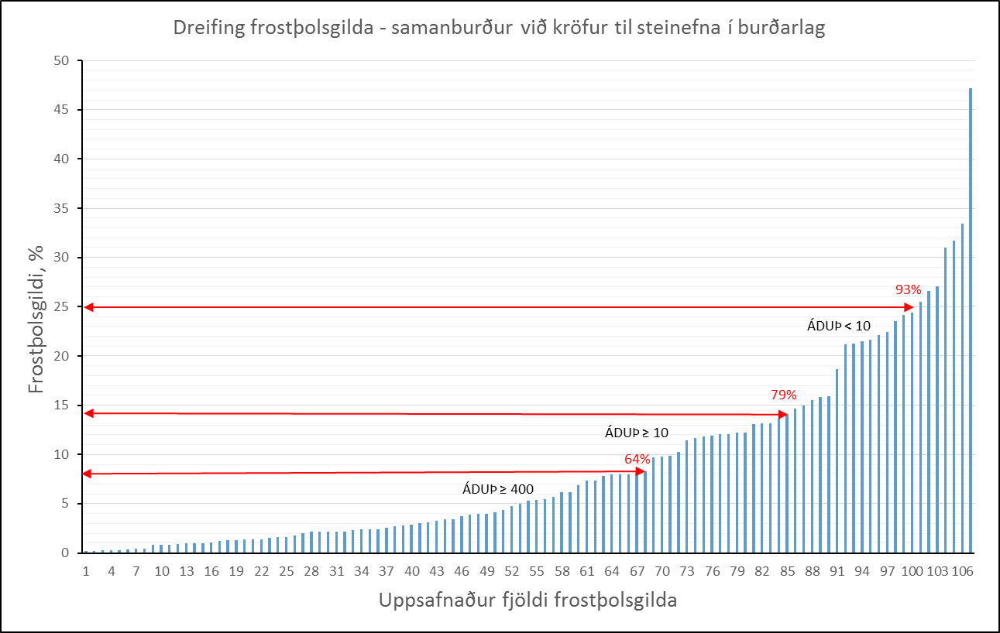 Dreifing frostþolsgilda - samanburður við kröfur til steinefna í burðarlag
50
45
40
35
30
25
20
15
10
5
0
Frostþolsgildi, %
93%
ÁDUÞ < 10
79%
ÁDUÞ ≥ 10
64%
ÁDUÞ ≥ 400
1 4 7 10 13 16 19 22 25 28 31 34 37 40 43 46 49 52 55 58 61 64 67 70 73 76 79 82 85 88 91 94 97 100 103 106
Uppsafnaður fjöldi frostþolsgilda